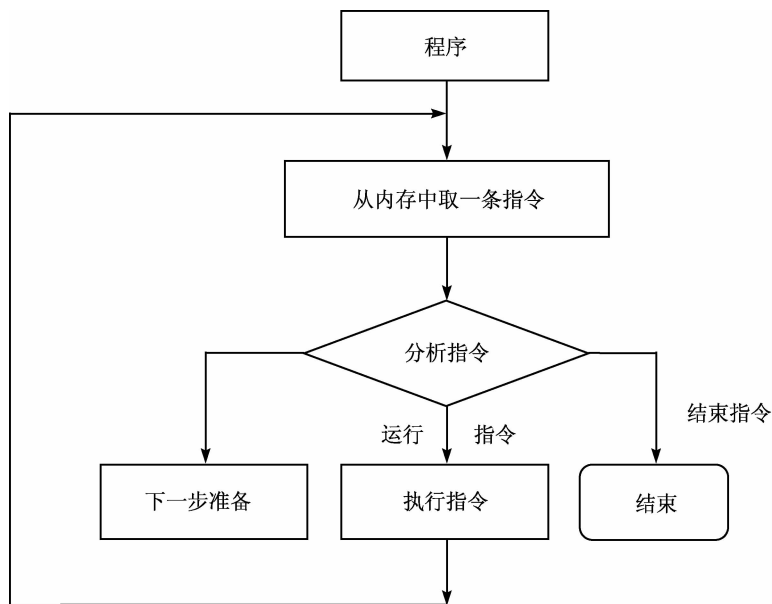 程序
从内存中取一条指令
分析指令
结束指令
运行 指令
下一步准备
执行指令
结束